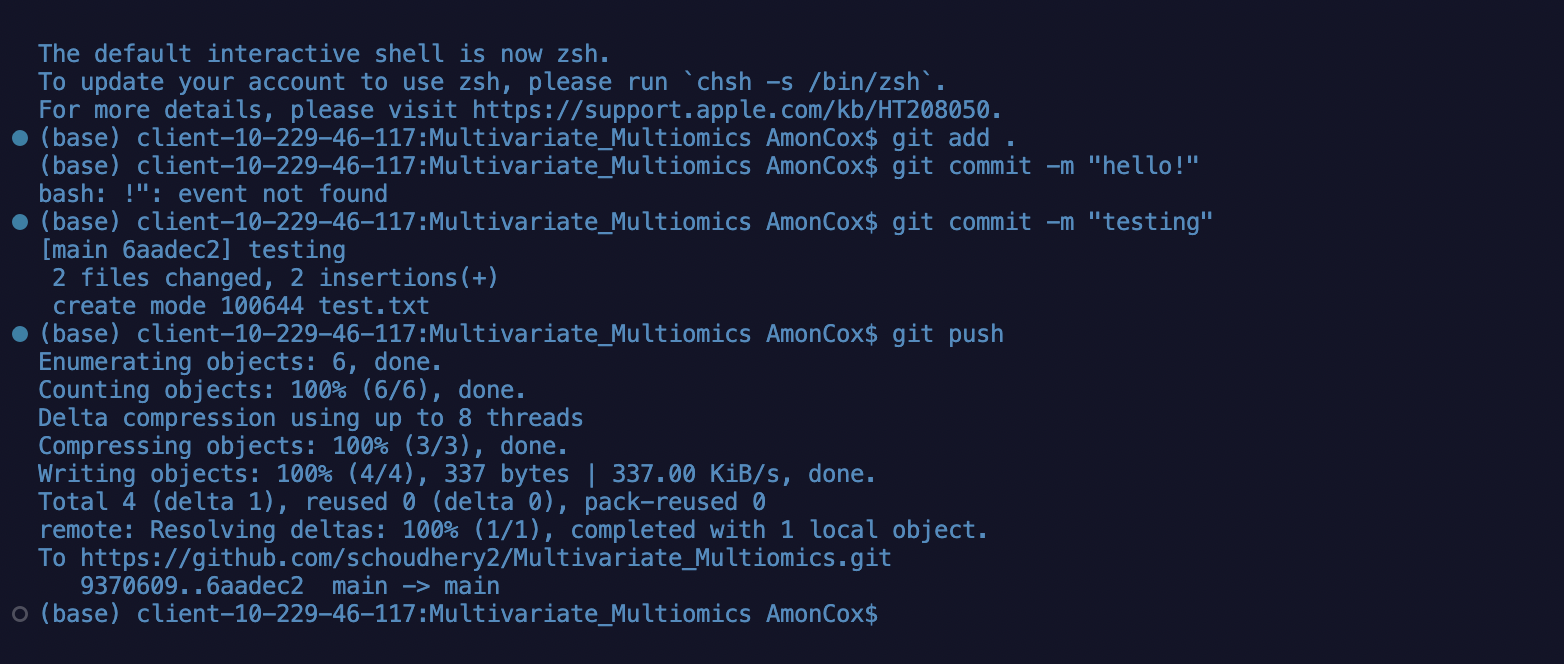 The default interactive shell is now zsh.
To update your account to use zsh, please run `chsh -s /bin/zsh`.
For more details, please visit https://support.apple.com/kb/HT208050.
(base) client-10-229-46-117:Multivariate_Multiomics AmonCox$ git add .
(base) client-10-229-46-117:Multivariate_Multiomics AmonCox$ git commit -m "hello!"
bash: !": event not found
(base) client-10-229-46-117:Multivariate_Multiomics AmonCox$ git commit -m "testing"
[main 6aadec2] testing
 2 files changed, 2 insertions(+)
 create mode 100644 test.txt
(base) client-10-229-46-117:Multivariate_Multiomics AmonCox$ git push
Enumerating objects: 6, done.
Counting objects: 100% (6/6), done.
Delta compression using up to 8 threads
Compressing objects: 100% (3/3), done.
Writing objects: 100% (4/4), 337 bytes | 337.00 KiB/s, done.
Total 4 (delta 1), reused 0 (delta 0), pack-reused 0
remote: Resolving deltas: 100% (1/1), completed with 1 local object.
To https://github.com/schoudhery2/Multivariate_Multiomics.git
   9370609..6aadec2  main -> main
(base) client-10-229-46-117:Multivariate_Multiomics AmonCox$